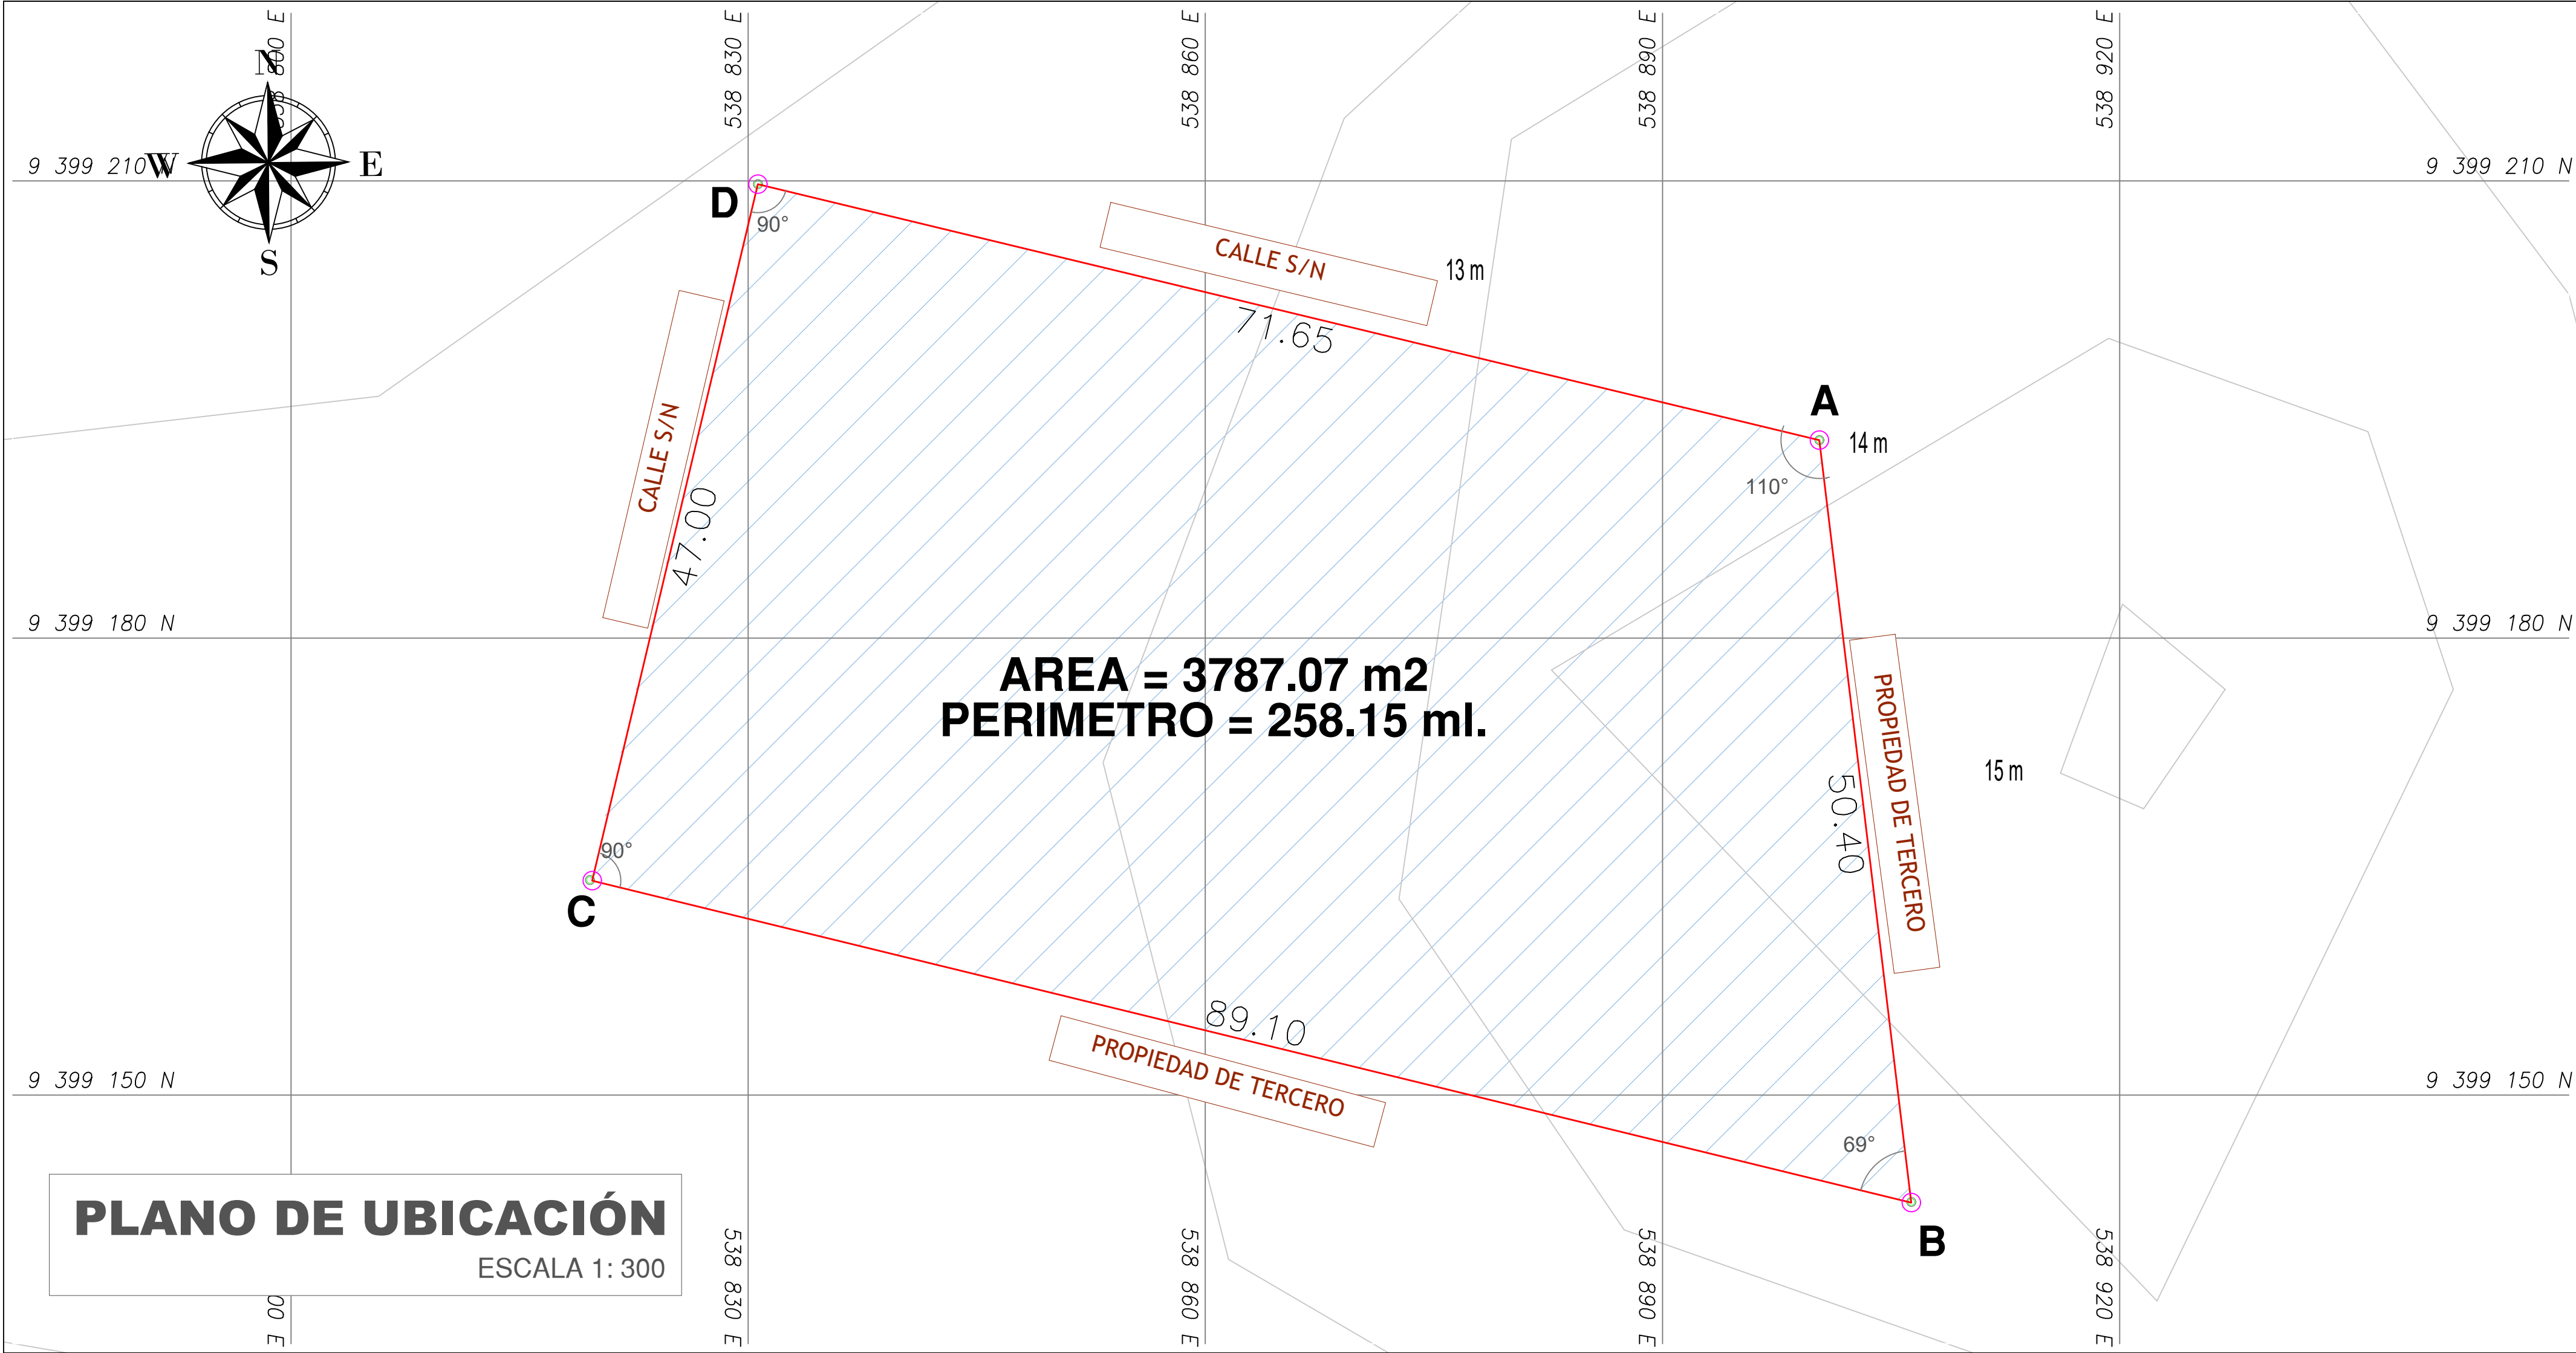 538 830 E
538 860 E
538 890 E
538 920 E
N
W
E
S
9 399 210 N
9 399 210 N
D
90°
CALLE S/N
13 m
71.65
A
14 m
110°
CALLE S/N
47.00
9 399 180 N
9 399 180 N
AREA = 3787.07 m2
PERIMETRO = 258.15 ml.
PROPIEDAD DE TERCERO
50.40
15 m
90°
C
89.10
PROPIEDAD DE TERCERO
9 399 150 N
9 399 150 N
69°
B
PLANO DE UBICACIÓN
ESCALA 1: 300
00 E
538 830 E
538 860 E
538 890 E
538 920 E